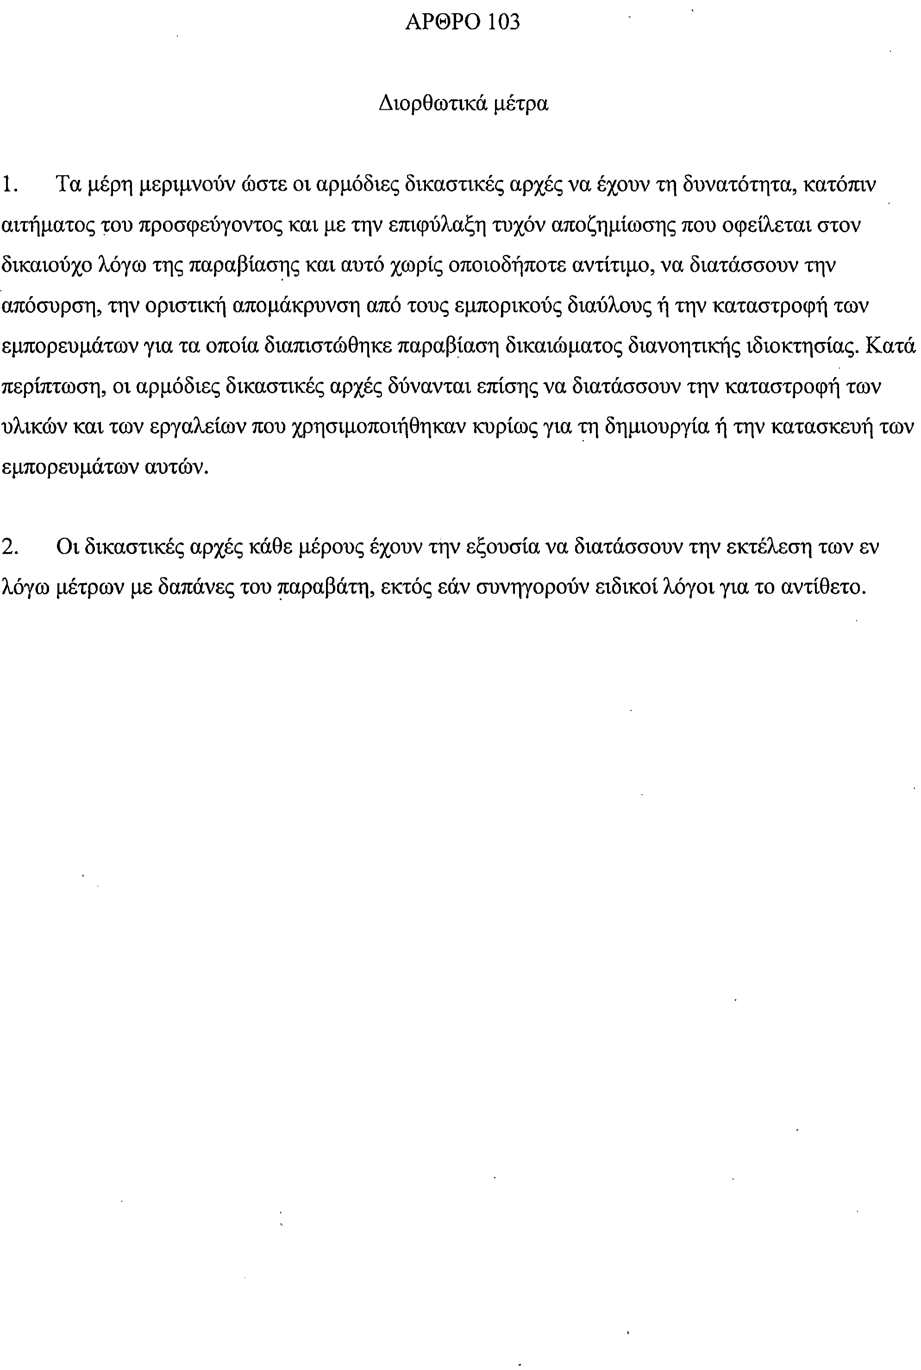 ΑΡΘΡΟ 103
Διορθωτικά μέτρα
1. Τα μέρη μεριμνούν ώστε οι αρμόδιες δικαστικές αρχές να έχουν τη δυνατότητα, κατόπιν
αιτήματος του προσφεύγοντος και με την επιφύλαξη τυχόν αποζημίωσης που οφείλεται στον
δικαιούχο λόγω της παραβίασης και αυτό χωρίς οποιοδήποτε αντίτιμο, να διατάσσουν την
απόσυρση, την οριστική απομάκρυνση από τους εμπορικούς διαύλους ή την καταστροφή των
εμπορευμάτων για τα οποία διαπιστώθηκε παραβίαση δικαιώματος διανοητικής ιδιοκτησίας. Κατά
περίπτωση, οι αρμόδιες δικαστικές αρχές δύνανται επίσης να διατάσσουν την καταστροφή των
υλικών και των εργαλείων που χρησιμοποιήθηκαν κυρίως για τη δημιουργία ή την κατασκευή των
εμπορευμάτων αυτών.
2. Οι δικαστικές αρχές κάθε μέρους έχουν την εξουσία να διατάσσουν την εκτέλεση των εν
λόγω μέτρων με δαπάνες του παραβάτη, εκτός εάν συνηγορούν ειδικοί λόγοι για το αντίθετο.